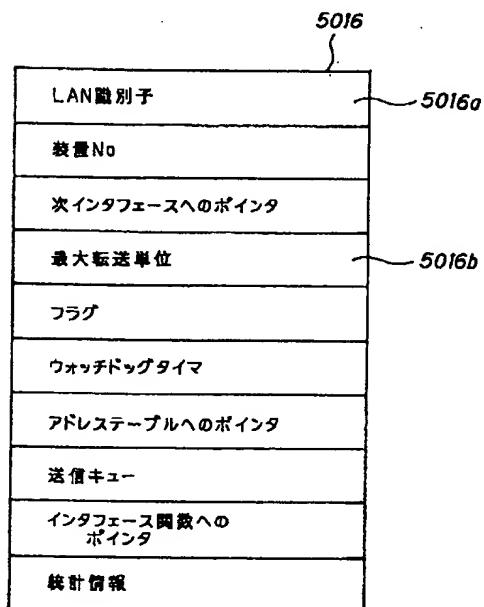 5016
LAN識別子
5016a
装置No
次インタフェースへのポインタ
最大転送単位
5016b
フラグ
ウォッチドッグタイマ
アドレステーブルへのポインタ
送信キュー
インタフェース関数への
ポインタ
統計情報